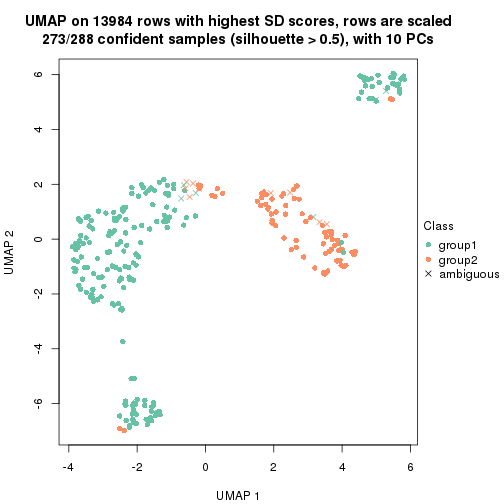 UMAP on 13984 rows with highest SD scores, rows are scaled
273/288 confident samples (silhouette > 0.5), with 10 PCs
6
4
2
0
-2
-4
-6
UMAP 2
-4
-2
0
2
4
6
UMAP 1
Class
group1
group2
ambiguous